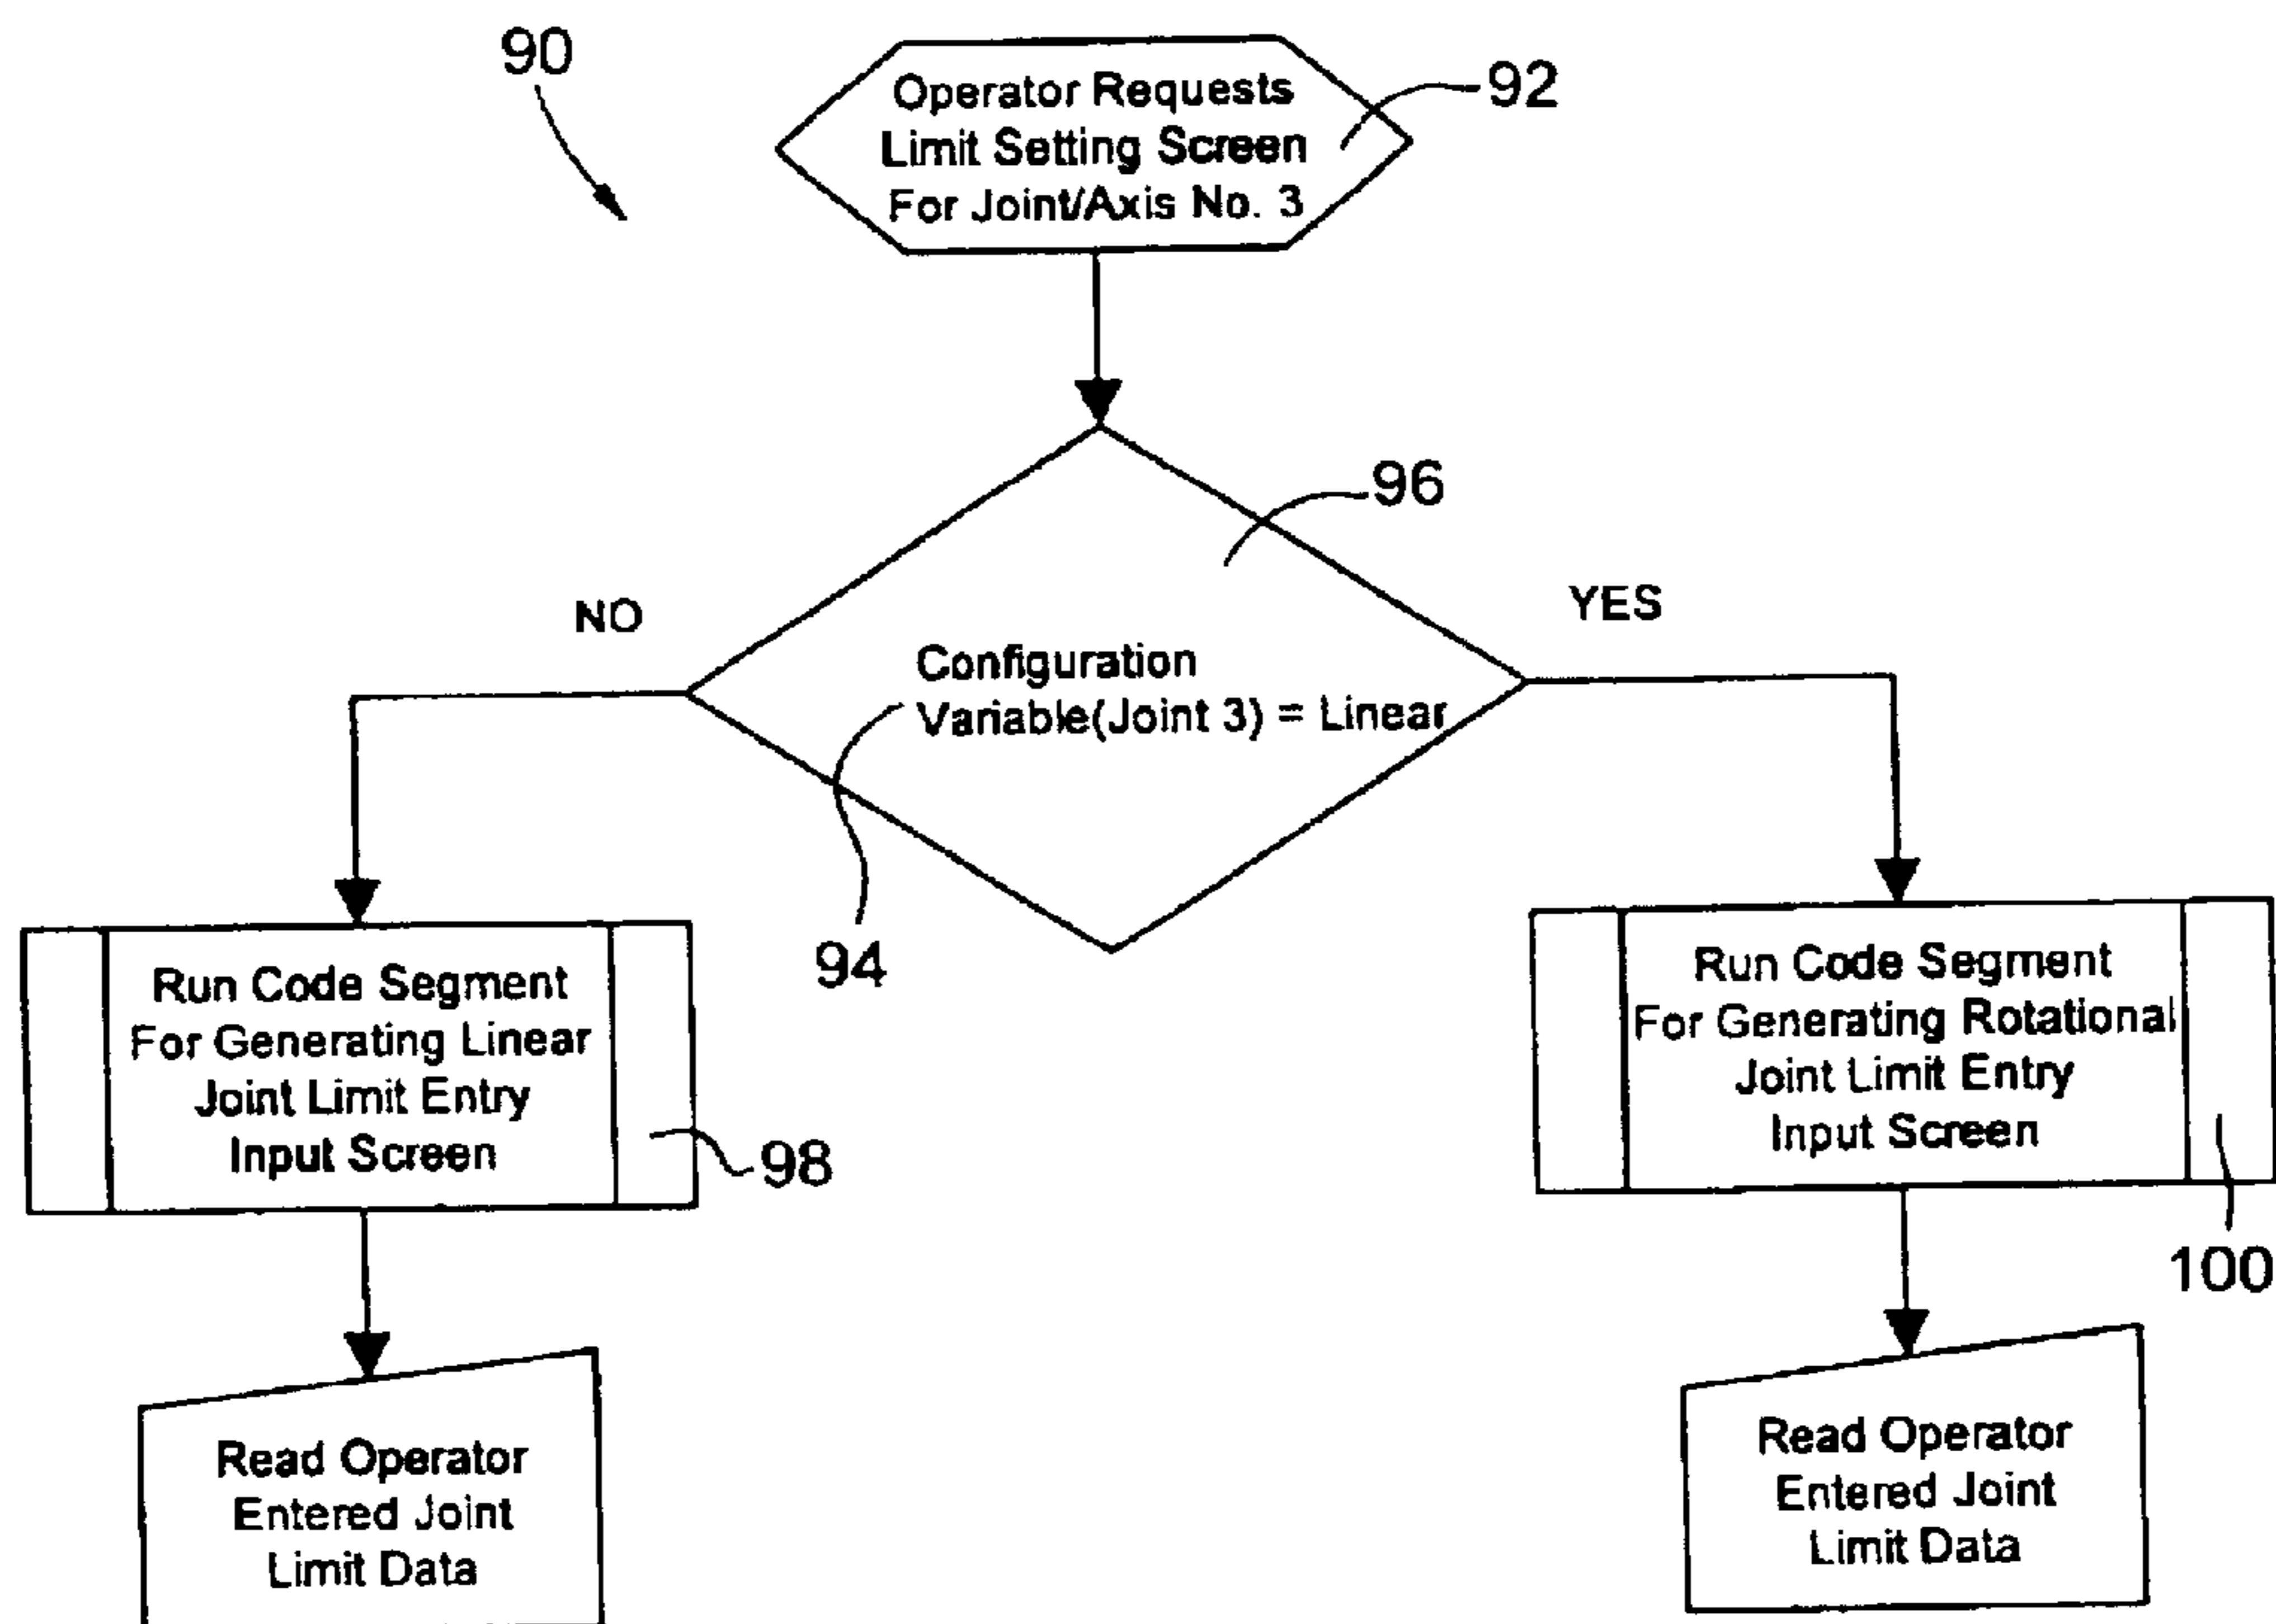 90
Operator Requests
Limit Setting Screen
For Joint/Axis No. 3
92
96
NO
YES
Configuration
Variable(Joint 3) = Linear
94
Run Code Segment
For Generating Linear
Joint Limit Entry
Input Screen
98
Run Code Segment
For Generating Rotational
Joint Limit Entry
Input Screen
100
Read Operator
Entered Joint
Limit Data
Read Operator
Entered Joint
Limit Data